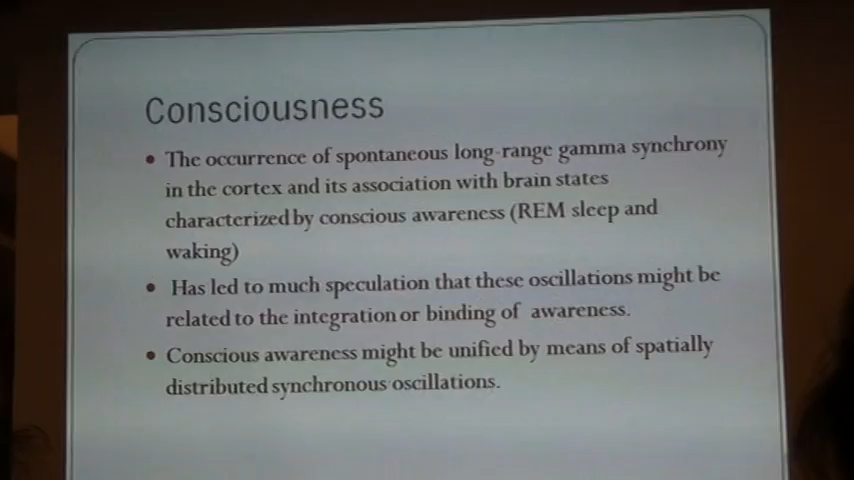 Consciousness
• The occurrence of spontaneous long-range gamma synchrony
in the cortex and its association with brain states
characterized by conscious awareness (REM sleep and
waking)
• Has led to much speculation that these oscillations might be
related to the integration or binding of awareness.
• Conscious awareness might be unified by means of spatially
distributed synchronous oscillations.